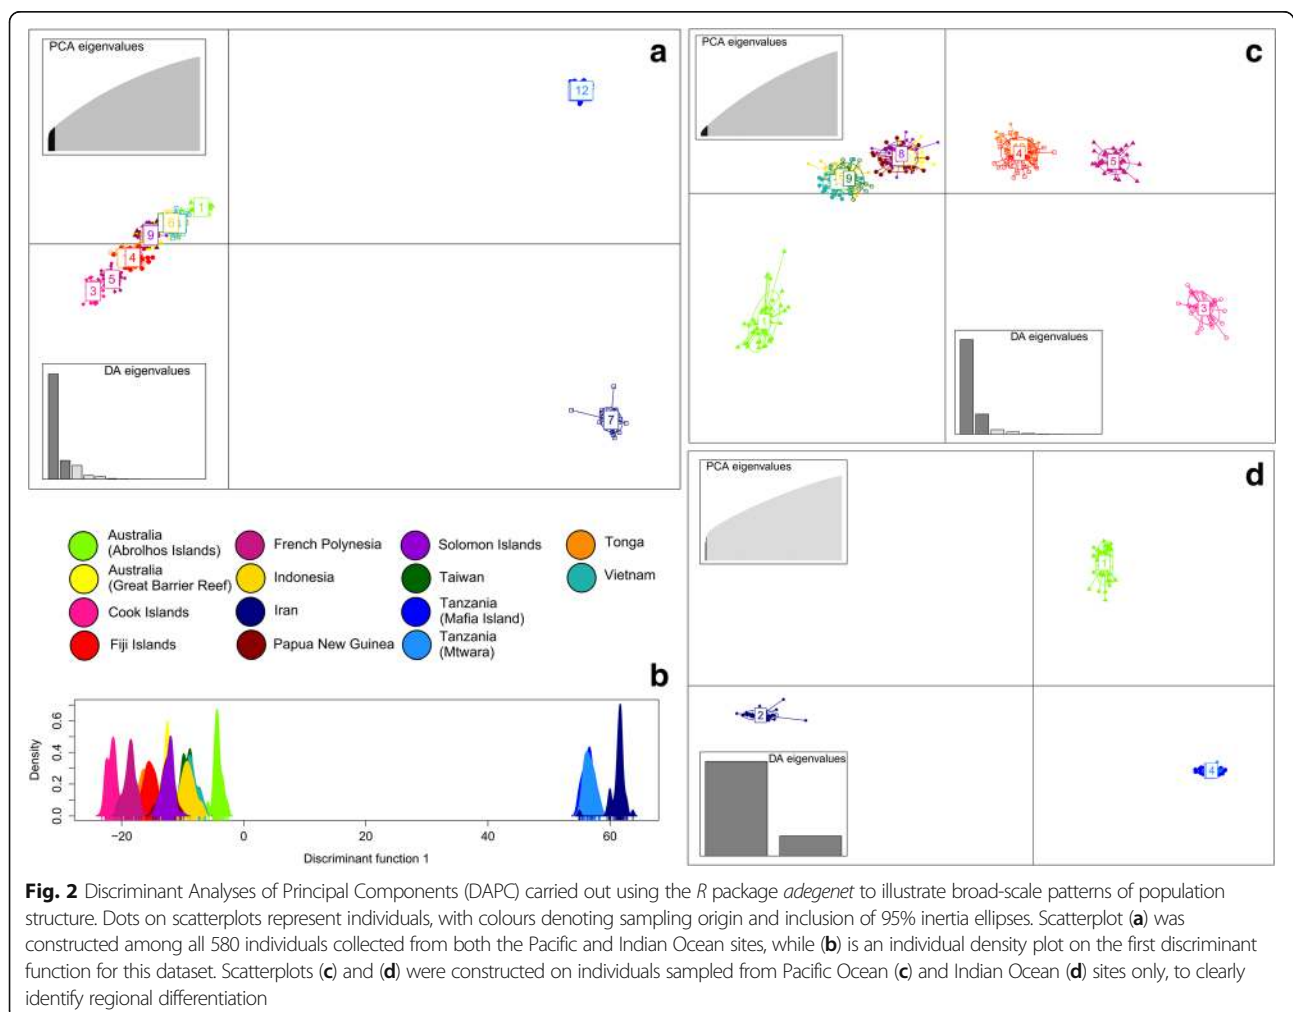 PCA eigenvalues
a
12
1
6
9
4
5
3
7
DA eigenvalues
PCA eigenvalues
c
8
9
4
5
1
3
DA eigenvalues
PCA eigenvalues
d
1
2
4
DA eigenvalues
Australia
(Abrolhos Islands)
Australia
(Great Barrier Reef)
Cook Islands
Fiji Islands
French Polynesia
Indonesia
Iran
Papua New Guinea
Solomon Islands
Taiwan
Tanzania
(Mafia Island)
Tanzania
(Mtwara)
Tonga
Vietnam
b
Density
0.0 0.2 0.4 0.6
−20 0 20 40 60
Discriminant function 1
Fig. 2 Discriminant Analyses of Principal Components (DAPC) carried out using the R package adegenet to illustrate broad-scale patterns of population
structure. Dots on scatterplots represent individuals, with colours denoting sampling origin and inclusion of 95% inertia ellipses. Scatterplot (a) was
constructed among all 580 individuals collected from both the Pacific and Indian Ocean sites, while (b) is an individual density plot on the first discriminant
function for this dataset. Scatterplots (c) and (d) were constructed on individuals sampled from Pacific Ocean (c) and Indian Ocean (d) sites only, to clearly
identify regional differentiation